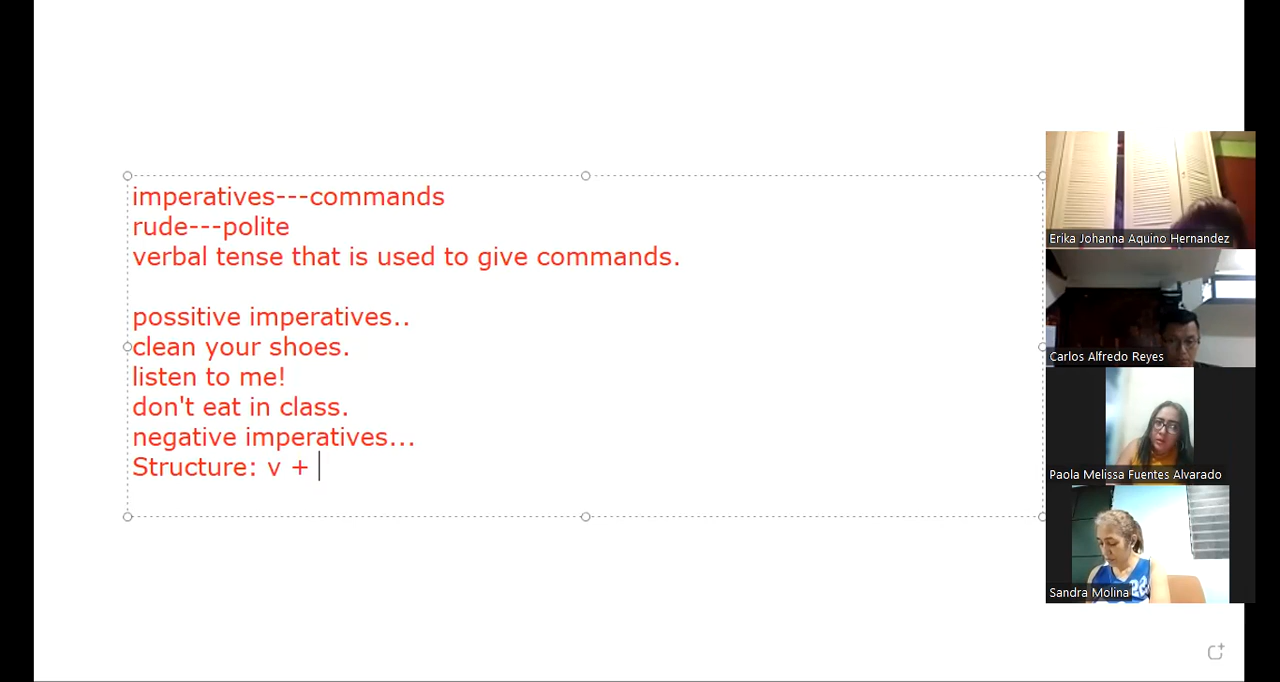 imperatives---commands
rude---polite
verbal tense that is used to give commands.
possitive imperatives..
clean your shoes.
listen to me!
don't eat in class.
negative imperatives...
Structure: v +
Erika Johanna Aquino Hernandez
Carlos Alfredo Reyes
Paola Melissa Fuentes Alvarado
Sandra Molina